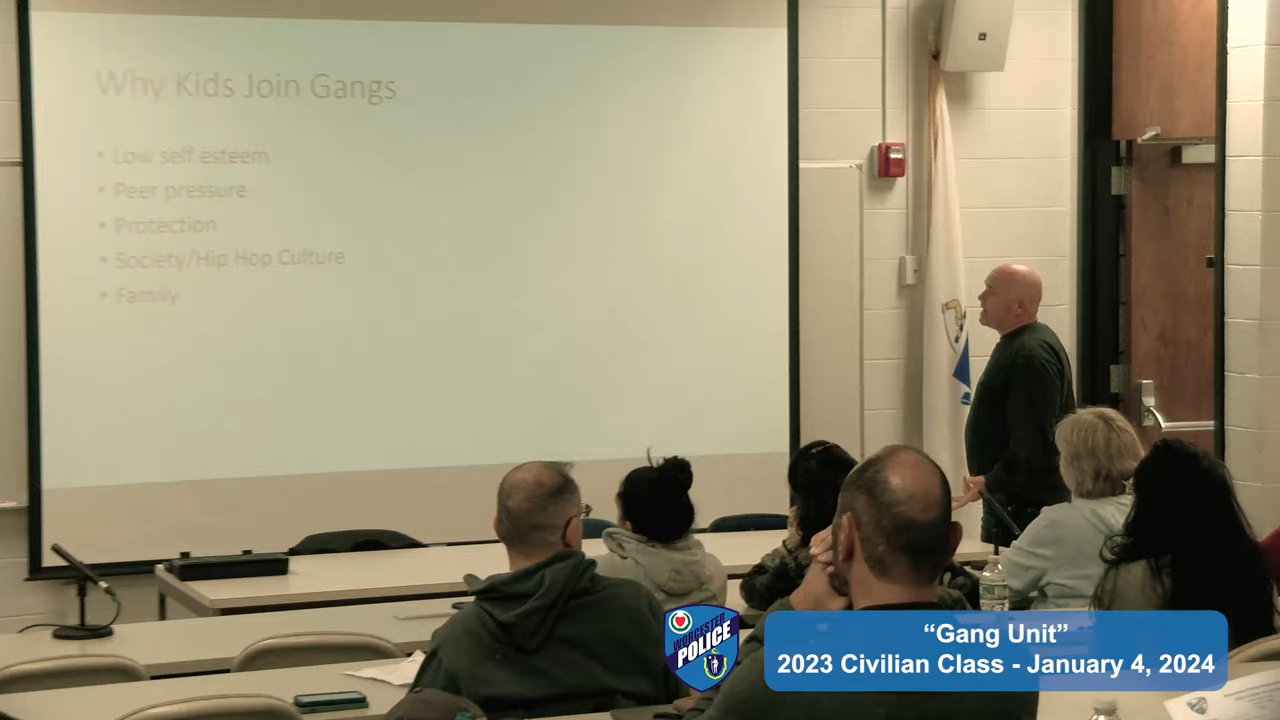 Why Kids Join Gangs
• Low self esteem
• Peer pressure
• Protection
• Society/Hip Hop Culture
• Family
WORCESTER
POLICE
“Gang Unit”
2023 Civilian Class - January 4, 2024